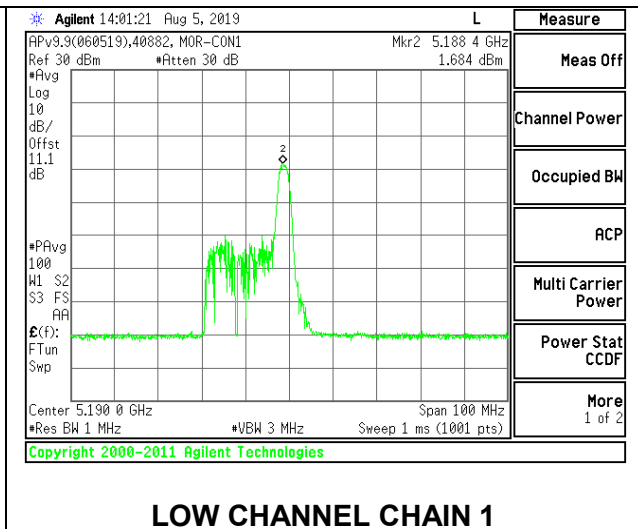 Agilent 14:01:21 Aug 5, 2019 L
APv9.9(060519),40882, MOR-CON1 Mkr2 5.188 4 GHz
Ref 30 dBm #Atten 30 dB 1.684 dBm
#Avg
Log
10
dB/
Offst
11.1
dB
2
#PAvg
100
W1 S2
S3 FS
AA
£(f):
FTun
Swp
Center 5.190 0 GHz Span 100 MHz
#Res BW 1 MHz #VBW 3 MHz Sweep 1 ms (1001 pts)
Copyright 2000-2011 Agilent Technologies
Measure
Meas Off
Channel Power
Occupied BW
ACP
Multi Carrier
Power
Power Stat
CCDF
More
1 of 2
LOW CHANNEL CHAIN 1